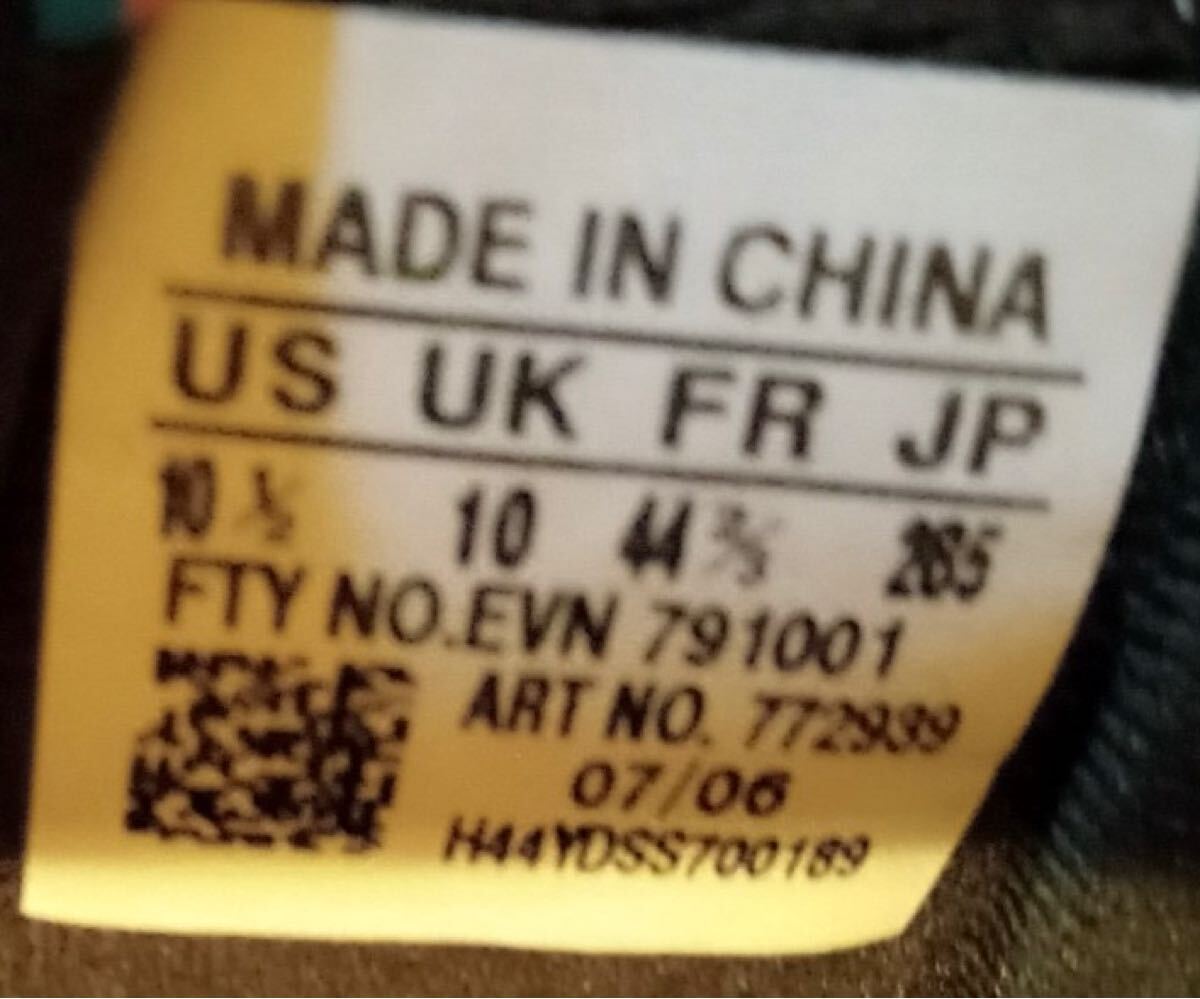 MADE IN CHINA
US UK FR JP
10 ½ 10 44 ⅔ 285
FTY NO.EVN 791001
ART NO. 772939
07/06
H44YDSS700189